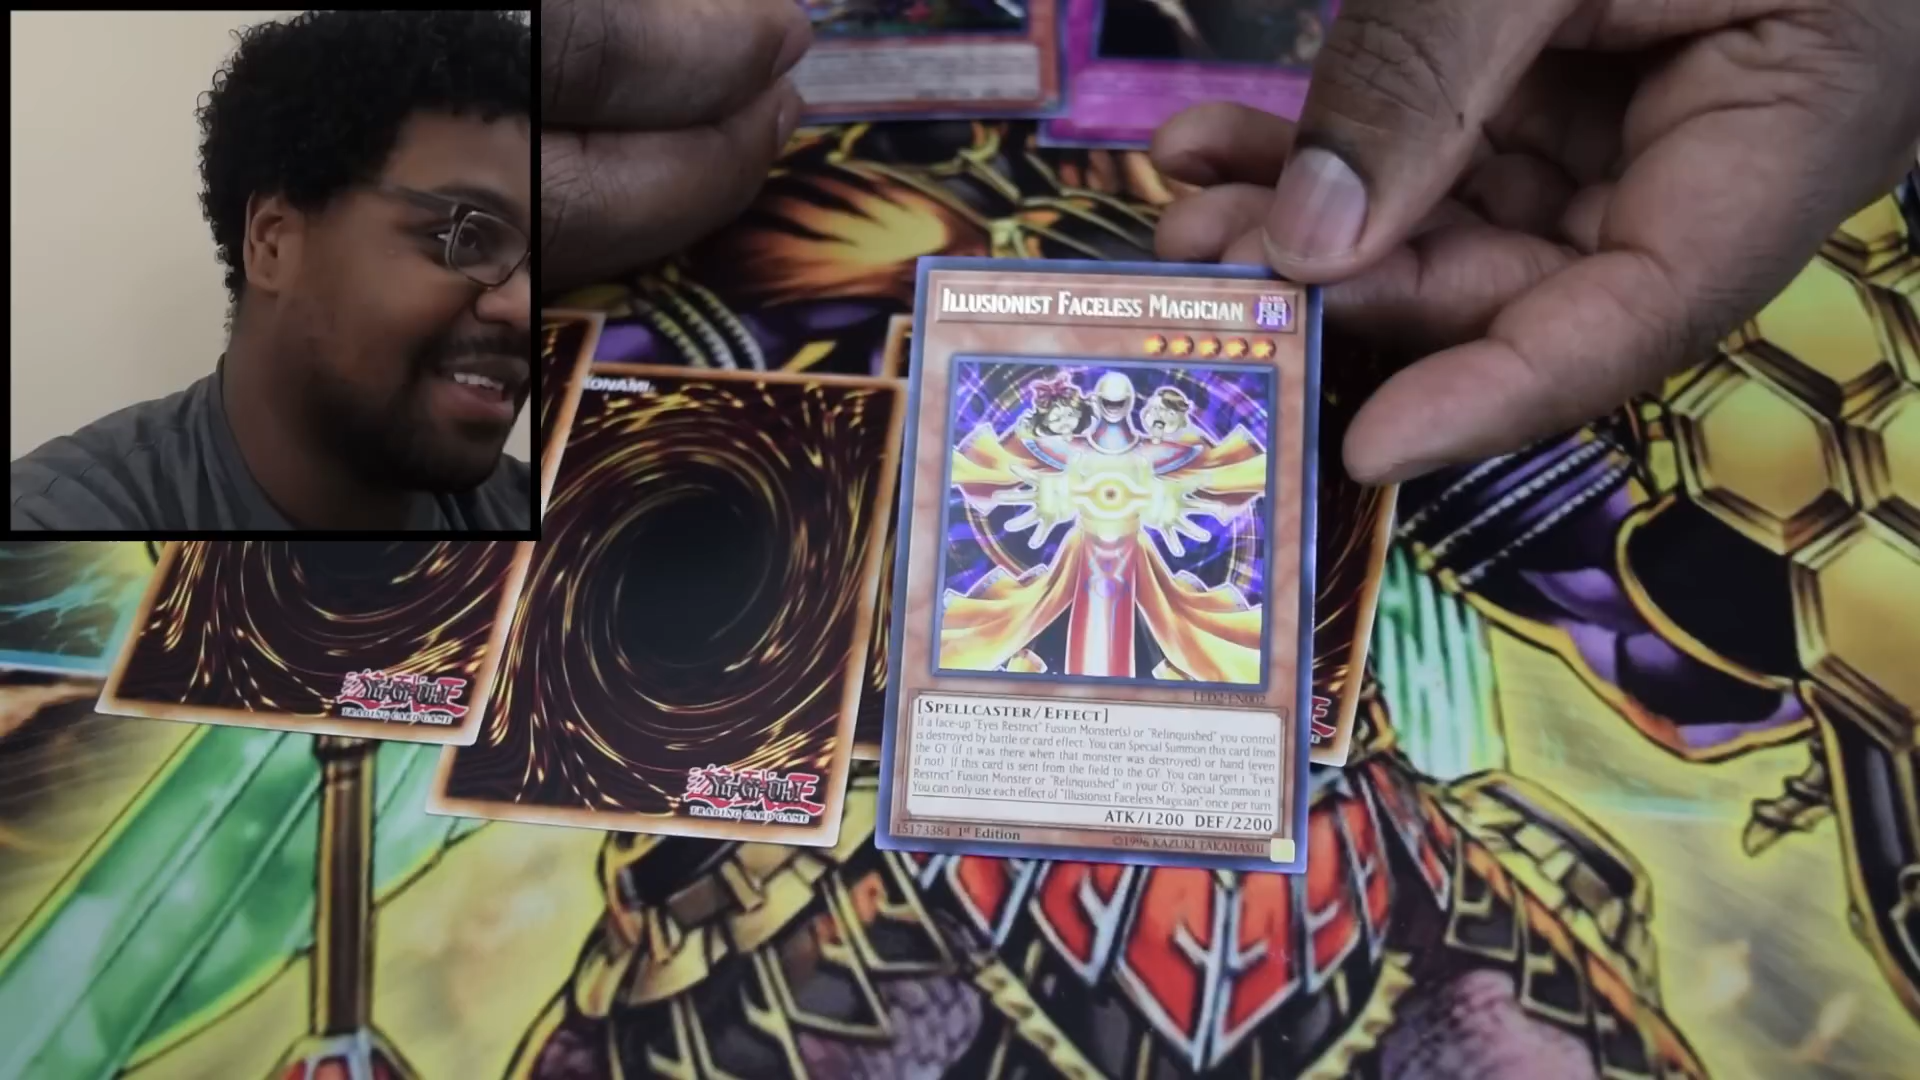 ILLUSIONIST FACELESS MAGICIAN
DARK
KONAMI
LED2-EN002
[SPELLCASTER/EFFECT]
If a face-up "Eyes Restrict" Fusion Monster(s) or "Relinquished" you control
is destroyed by battle or card effect: You can Special Summon this card from
the GY (if it was there when that monster was destroyed) or hand (even
if not). If this card is sent from the field to the GY: You can target 1 "Eyes
Restrict" Fusion Monster or "Relinquished" in your GY; Special Summon it.
You can only use each effect of "Illusionist Faceless Magician" once per turn.
ATK/1200 DEF/2200
15173384 1st Edition
©1996 KAZUKI TAKAHASHI
Yu-Gi-Oh!
TRADING CARD GAME
Yu-Gi-Oh!
TRADING CARD GAME